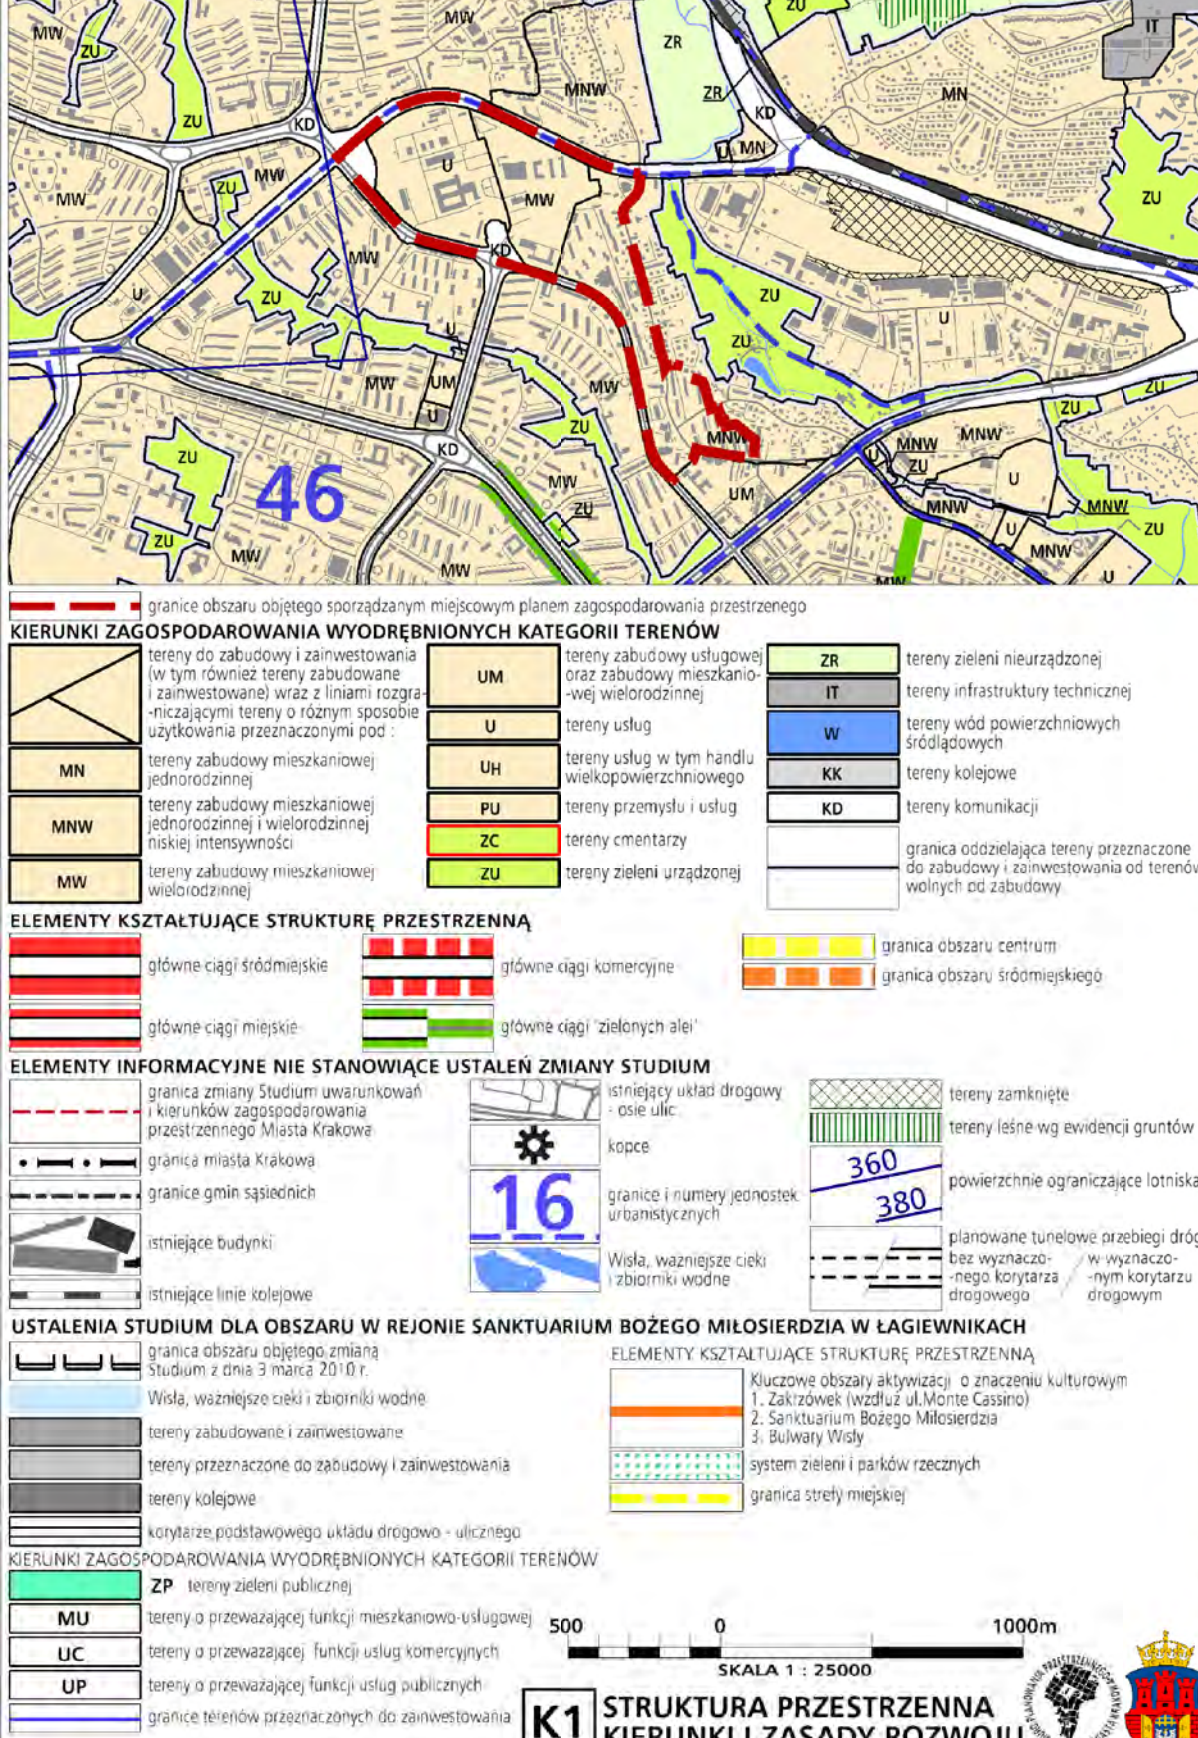 MW
MW
ZU
ZU
KD
MW
MW
ZU
U
MNW
MW
ZR
ZR
KD
U
MN
ZU
MN
IT
ZU
MW
KD
U
ZU
U
MW
UM
U
KD
MW
ZU
MW
ZU
ZU
ZU
U
MNW
UM
ZU
46
ZU
MW
MW
ZU
MNW
U
ZU
MNW
U
MNW
U
MNW
MNW
ZU
U
ZU
ZU
MW
granice obszaru objętego sporządzanym miejscowym planem zagospodarowania przestrzenego
KIERUNKI ZAGOSPODAROWANIA WYODRĘBNIONYCH KATEGORII TERENÓW
tereny do zabudowy i zainwestowania
(w tym również tereny zabudowane
i zainwestowane) wraz z liniami rozgra-
-niczającymi tereny o różnym sposobie
użytkowania przeznaczonymi pod :
MN
tereny zabudowy mieszkaniowej
jednorodzinnej
MNW
tereny zabudowy mieszkaniowej
jednorodzinnej i wielorodzinnej
niskiej intensywności
MW
tereny zabudowy mieszkaniowej
wielorodzinnej
UM
tereny zabudowy usługowej
oraz zabudowy mieszkanio-
-wej wielorodzinnej
U
tereny usług
UH
tereny usług w tym handlu
wielkopowierzchniowego
PU
tereny przemysłu i usług
ZC
tereny cmentarzy
ZU
tereny zieleni urządzonej
ZR
tereny zieleni nieurządzonej
IT
tereny infrastruktury technicznej
W
tereny wód powierzchniowych
śródlądowych
KK
tereny kolejowe
KD
tereny komunikacji
granica oddzielająca tereny przeznaczone
do zabudowy i zainwestowania od terenów
wolnych od zabudowy
ELEMENTY KSZTAŁTUJĄCE STRUKTURĘ PRZESTRZENNĄ
główne ciągi śródmiejskie
główne ciągi miejskie
główne ciągi komercyjne
główne ciągi "zielonych alei"
granica obszaru centrum
granica obszaru śródmiejskiego
ELEMENTY INFORMACYJNE NIE STANOWIĄCE USTALEŃ ZMIANY STUDIUM
granica zmiany Studium uwarunkowań
i kierunków zagospodarowania
przestrzennego Miasta Krakowa
granica miasta Krakowa
granice gmin sąsiednich
istniejące budynki
istniejące linie kolejowe
istniejący układ drogowy
- osie ulic
kopce
16
granice i numery jednostek
urbanistycznych
Wisła, ważniejsze cieki
i zbiorniki wodne
tereny zamknięte
tereny leśne wg ewidencji gruntów
360
380
powierzchnie ograniczające lotniska
planowane tunelowe przebiegi dróg
bez wyznaczo-
-nego korytarza
drogowego
w wyznaczo-
-nym korytarzu
drogowym
USTALENIA STUDIUM DLA OBSZARU W REJONIE SANKTUARIUM BOŻEGO MIŁOSIERDZIA W ŁAGIEWNIKACH
granica obszaru objętego zmianą
Studium z dnia 3 marca 2010 r.
Wisła, ważniejsze cieki i zbiorniki wodne
tereny zabudowane i zainwestowane
tereny przeznaczone do zabudowy i zainwestowania
tereny kolejowe
korytarze podstawowego układu drogowo - ulicznego
ELEMENTY KSZTAŁTUJĄCE STRUKTURĘ PRZESTRZENNĄ
Kluczowe obszary aktywizacji o znaczeniu kulturowym
1. Zakrzówek (wzdłuż ul.Monte Cassino)
2. Sanktuarium Bożego Miłosierdzia
3. Bulwary Wisły
system zieleni i parków rzecznych
granica strefy miejskiej
KIERUNKI ZAGOSPODAROWANIA WYODRĘBNIONYCH KATEGORII TERENÓW
ZP tereny zieleni publicznej
MU
tereny o przeważającej funkcji mieszkaniowo-usługowej
UC
tereny o przeważającej funkcji usług komercyjnych
UP
tereny o przeważającej funkcji usług publicznych
granice terenów przeznaczonych do zainwestowania
500 0 1000m
SKALA 1 : 25000
K1
STRUKTURA PRZESTRZENNA
KIERUNKI I ZASADY ROZWOJU